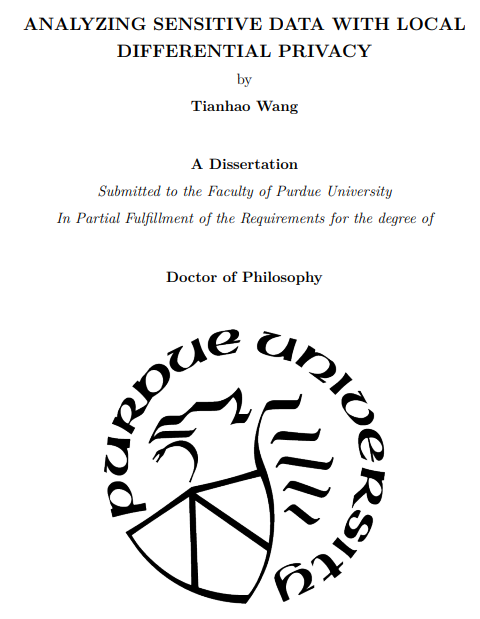 ANALYZING SENSITIVE DATA WITH LOCAL
DIFFERENTIAL PRIVACY
by
Tianhao Wang
A Dissertation
Submitted to the Faculty of Purdue University
In Partial Fulfillment of the Requirements for the degree of
Doctor of Philosophy
PURDUE UNIVERSITY